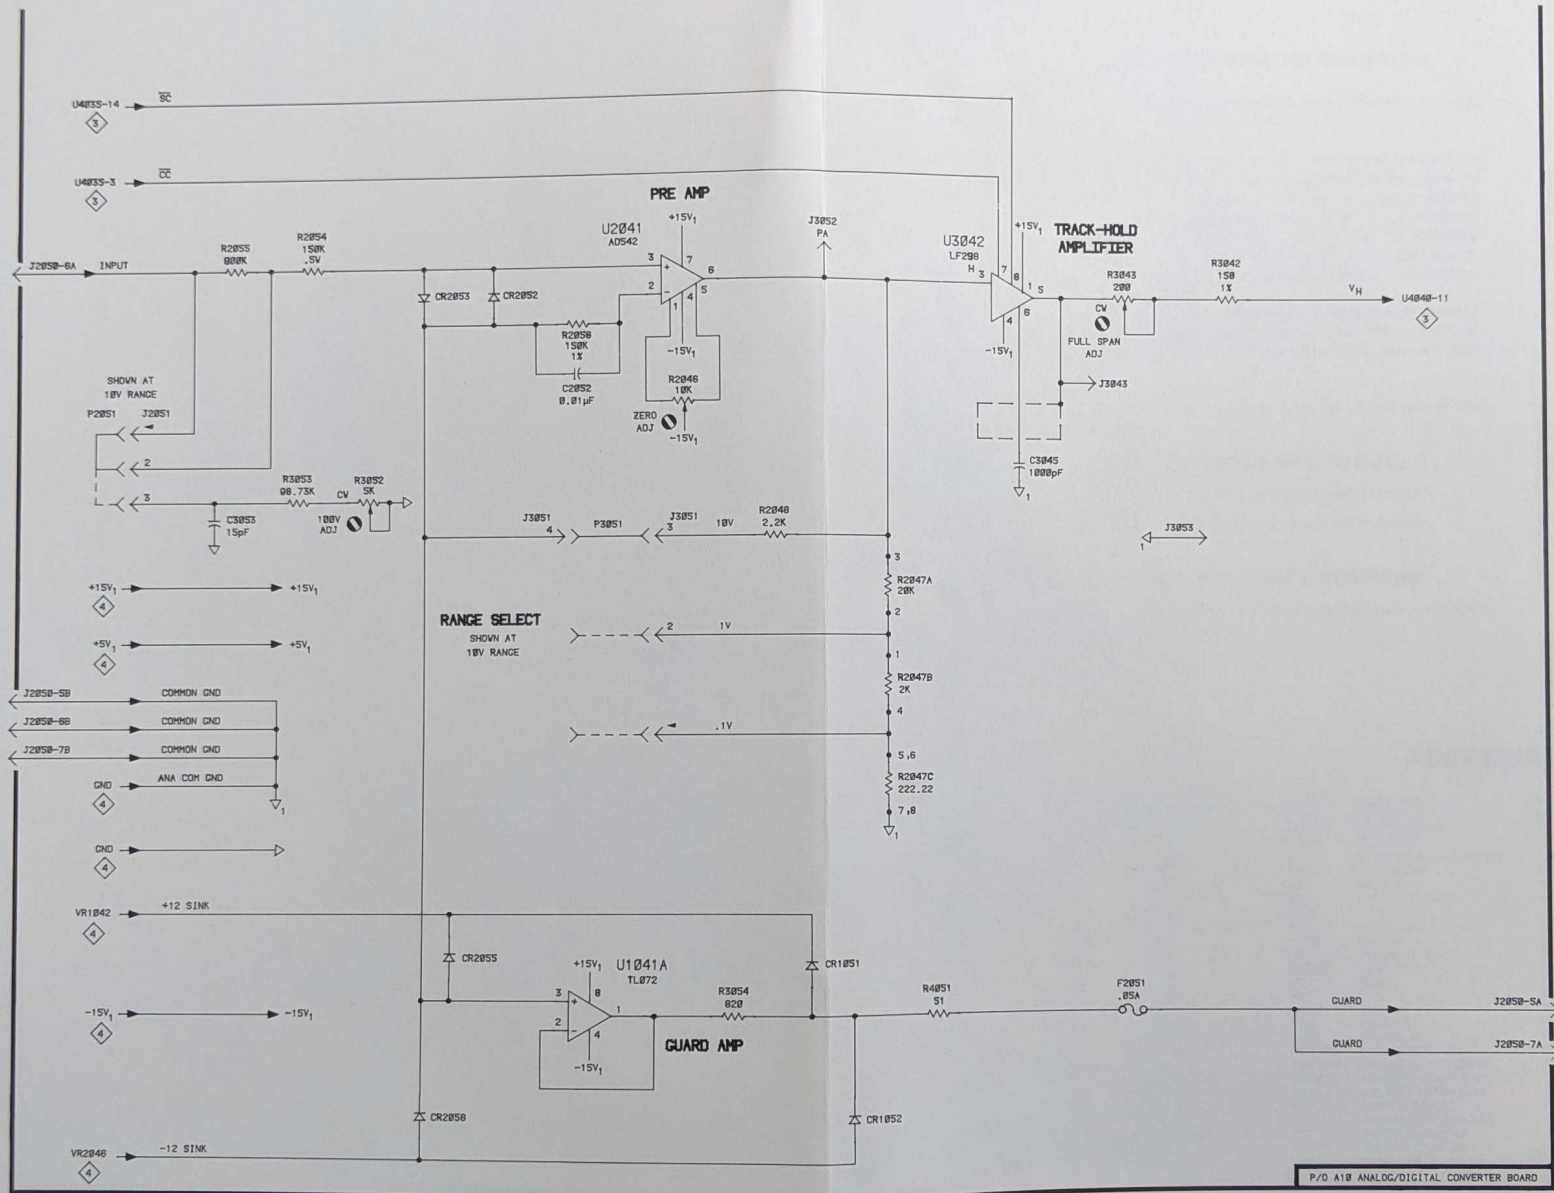 U4035-14 SC
3
U4035-3 CC
3
PRE AMP
+15V1
U2041
AD542
3
+
7
6
2
-
1
4
5
-15V1
J3052
PA
U3042
LF298
H 3
7
8
+15V1
1
5
6
4
-15V1
TRACK-HOLD
AMPLIFIER
R3043
200
CW
FULL SPAN
ADJ
R3042
158
1%
VH
U4040-11
3
J2050-6A INPUT
R2055
800K
R2054
150K
.5W
CR2053
CR2052
R2056
150K
1%
C2052
0.01µF
R2046
10K
ZERO
ADJ
-15V1
J3043
C3045
1000pF
1
SHOWN AT
10V RANGE
P2051 J2051
2
3
R3053
98.73K
CW
R3052
5K
C3053
15pF
100V
ADJ
J3051
4
P3051
J3051
3
10V
R2048
2.2K
J3053
1
3
R2047A
20K
2
+15V1 +15V1
4
RANGE SELECT
SHOWN AT
10V RANGE
2 1V
+5V1 +5V1
4
1
R2047B
2K
4
J2050-5B COMMON GND
J2050-6B COMMON GND
J2050-7B COMMON GND
.1V
5,6
R2047C
222.22
7,8
1
GND ANA COM GND
4
1
GND
4
VR1042 +12 SINK
4
CR2055
+15V1
U1041A
TL072
3
+
8
1
2
-
4
-15V1
GUARD AMP
R3054
820
CR1051
R4051
51
F2051
.05A
GUARD J2050-5A
GUARD J2050-7A
-15V1 -15V1
4
CR2058
CR1052
VR2046 -12 SINK
4
P/O A10 ANALOG/DIGITAL CONVERTER BOARD